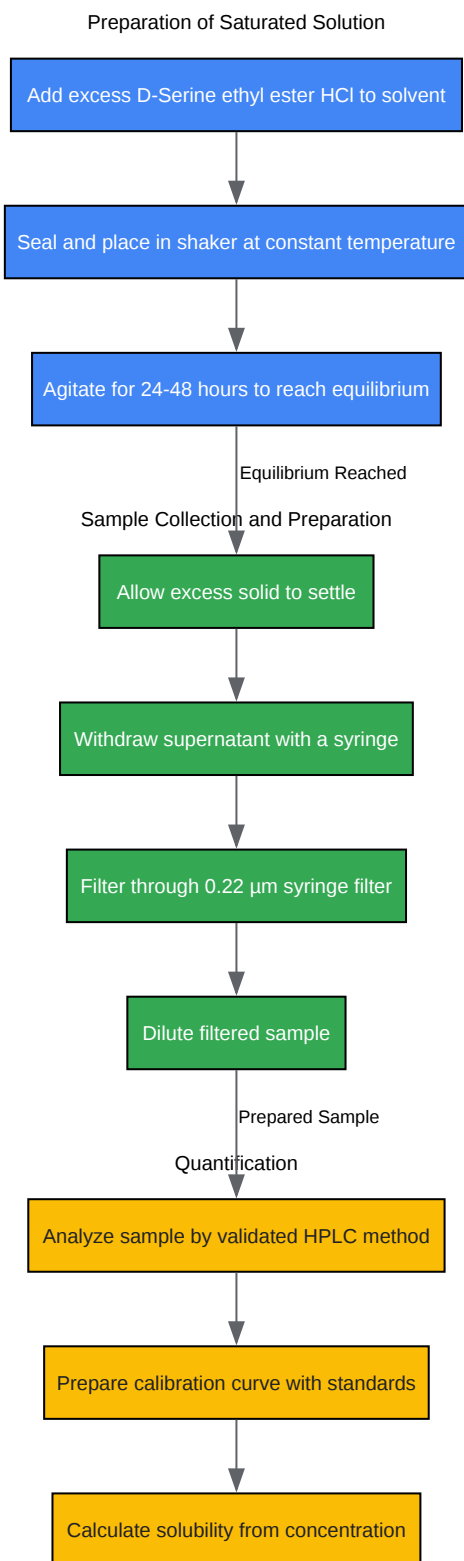 Preparation of Saturated Solution
Add excess D-Serine ethyl ester HCl to solvent
Seal and place in shaker at constant temperature
Agitate for 24-48 hours to reach equilibrium
Equilibrium Reached
Sample Collection and Preparation
Allow excess solid to settle
Withdraw supernatant with a syringe
Filter through 0.22 µm syringe filter
Dilute filtered sample
Prepared Sample
Quantification
Analyze sample by validated HPLC method
Prepare calibration curve with standards
Calculate solubility from concentration